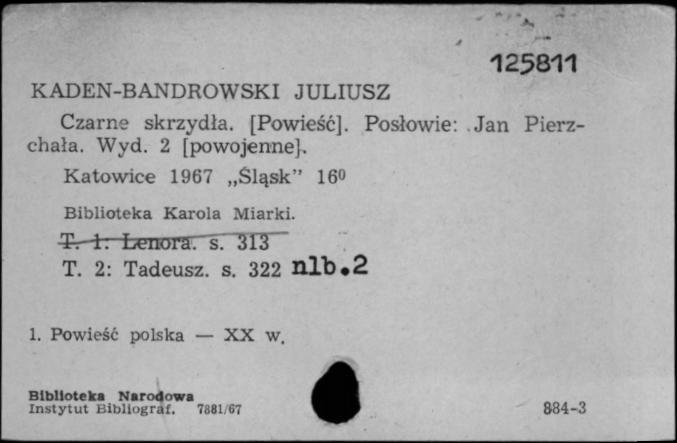 125811
KADEN-BANDROWSKI JULIUSZ
Czarne skrzydła. [Powieść]. Posłowie: Jan Pierz-
chała. Wyd. 2 [powojenne].
Katowice 1967 „Śląsk” 16⁰
Biblioteka Karola Miarki.
T. 1: Lenora. s. 313
T. 2: Tadeusz. s. 322 nlb.2
1. Powieść polska — XX w.
Biblioteka Narodowa
Instytut Bibliograf. 7881/67
884-3